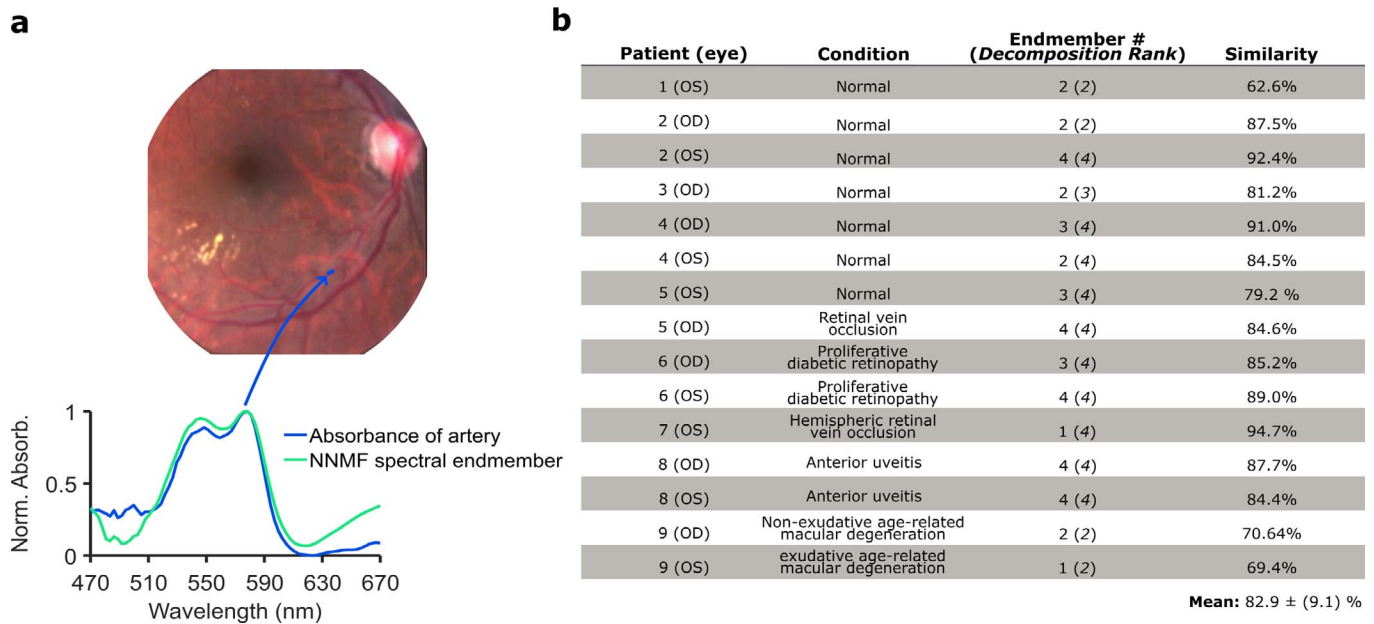 a
1
0.5
0
Norm. Absorb.
470 510 550 590 630 670
Wavelength (nm)
Absorbance of artery
NNMF spectral endmember
b
Patient (eye) Condition Endmember # (Decomposition Rank) Similarity
1 (OS) Normal 2 (2) 62.6%
2 (OD) Normal 2 (2) 87.5%
2 (OS) Normal 4 (4) 92.4%
3 (OD) Normal 2 (3) 81.2%
4 (OD) Normal 3 (4) 91.0%
4 (OS) Normal 2 (4) 84.5%
5 (OS) Normal 3 (4) 79.2 %
5 (OD) Retinal vein occlusion 4 (4) 84.6%
6 (OD) Proliferative diabetic retinopathy 3 (4) 85.2%
6 (OS) Proliferative diabetic retinopathy 4 (4) 89.0%
7 (OS) Hemispheric retinal vein occlusion 1 (4) 94.7%
8 (OD) Anterior uveitis 4 (4) 87.7%
8 (OS) Anterior uveitis 4 (4) 84.4%
9 (OD) Non-exudative age-related macular degeneration 2 (2) 70.64%
9 (OS) exudative age-related macular degeneration 1 (2) 69.4%
Mean: 82.9 ± (9.1) %